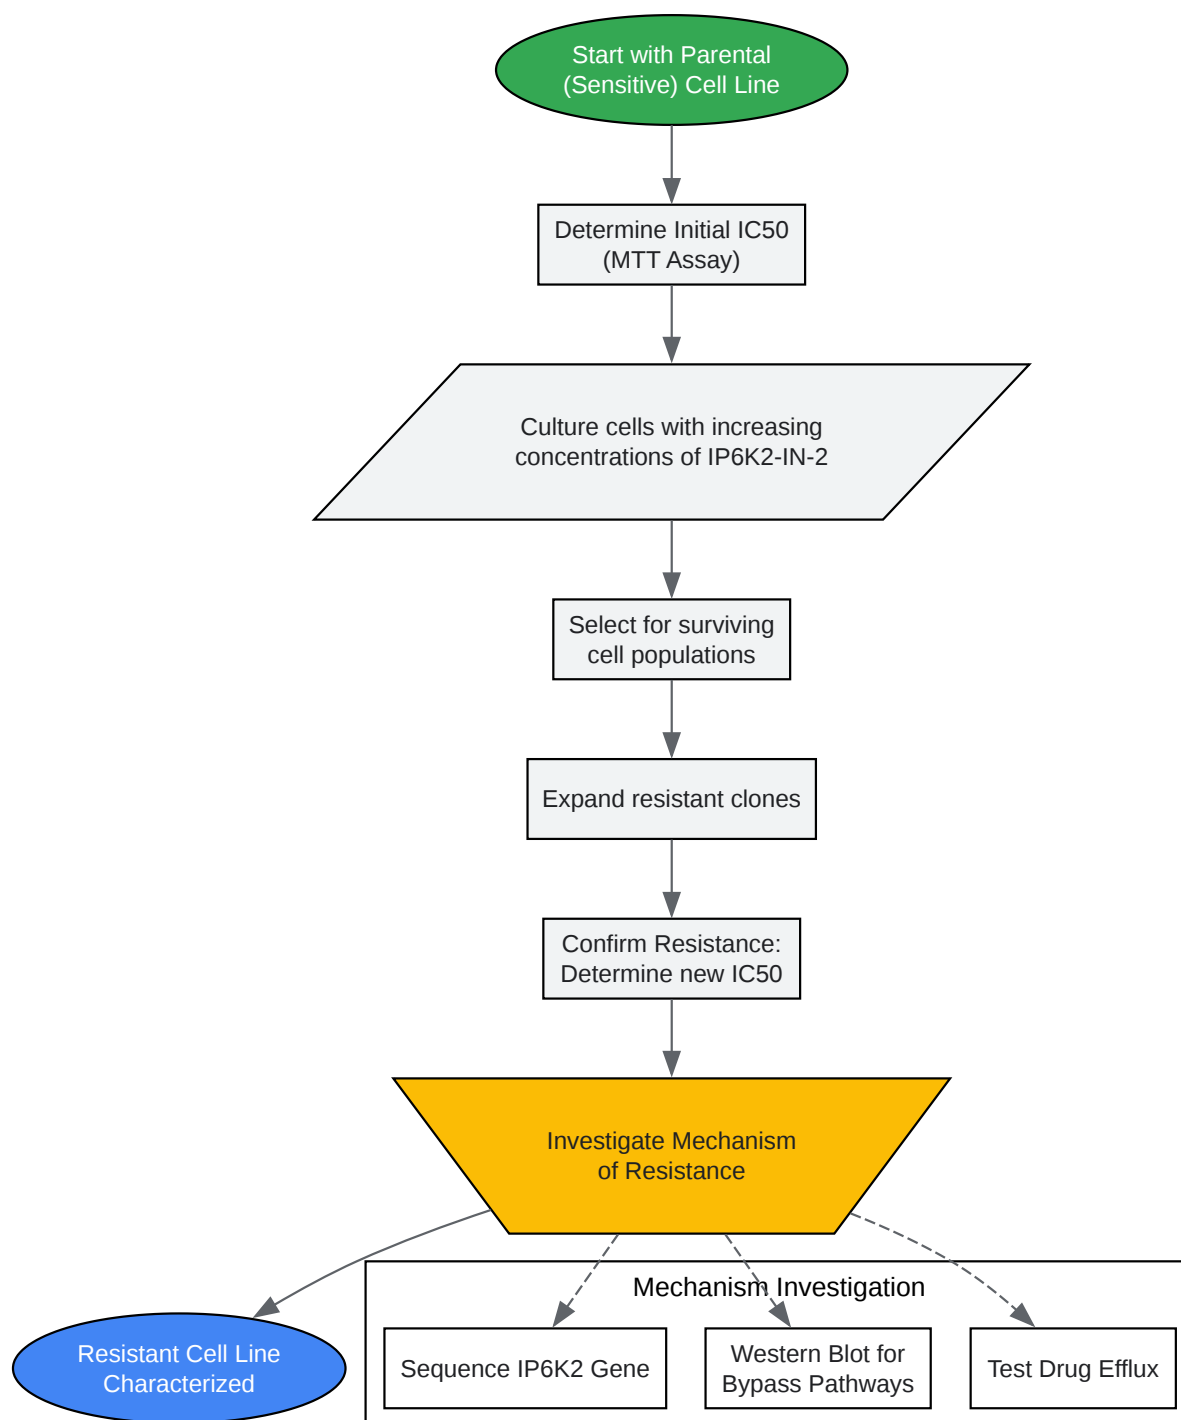 Start with Parental
(Sensitive) Cell Line
Determine Initial IC50
(MTT Assay)
Culture cells with increasing
concentrations of IP6K2-IN-2
Select for surviving
cell populations
Expand resistant clones
Confirm Resistance:
Determine new IC50
Investigate Mechanism
of Resistance
Mechanism Investigation
Resistant Cell Line
Characterized
Sequence IP6K2 Gene
Western Blot for
Bypass Pathways
Test Drug Efflux